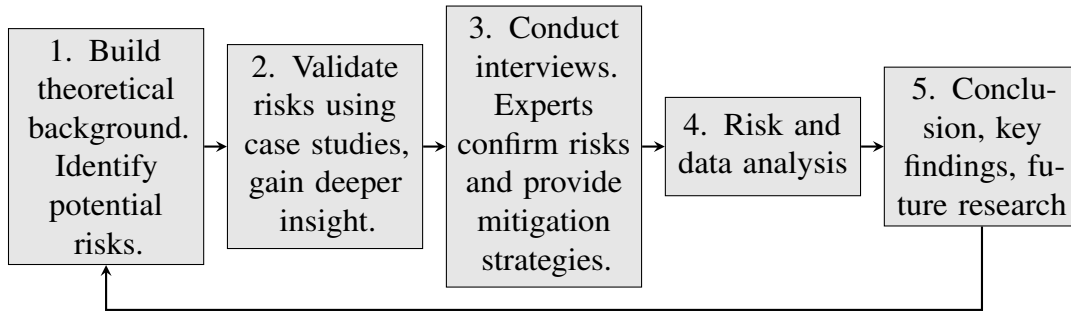 1. Build
theoretical
background.
Identify
potential
risks.
2. Validate
risks using
case studies,
gain deeper
insight.
3. Conduct
interviews.
Experts
confirm risks
and provide
mitigation
strategies.
4. Risk and
data analysis
5. Conclu-
sion, key
findings, fu-
ture research